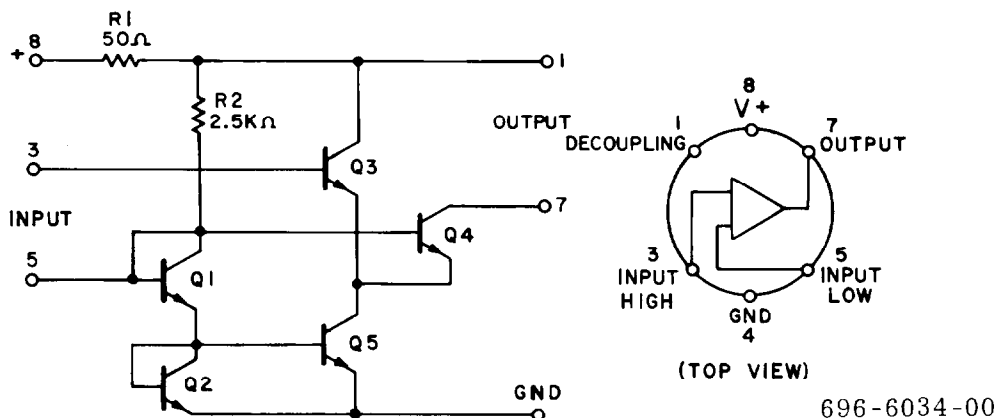 R1
50Ω
+ 8
1
R2
2.5KΩ
3
Q3
OUTPUT
7
INPUT
Q4
5
Q1
Q5
Q2
GND
8
V+
1
DECOUPLING
7
OUTPUT
3
INPUT
HIGH
5
INPUT
LOW
GND
4
(TOP VIEW)
696-6034-00